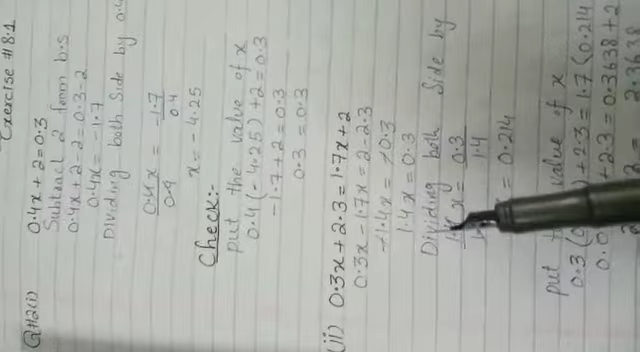 Exercise # 8.1
Q#2(i) 0.4x + 2 = 0.3
Subtract 2 form b.s
0.4x + 2 - 2 = 0.3 - 2
0.4x = -1.7
Dividing both Side by 0.4
0.4x = -1.7
0.4 0.4
x = -4.25
Check:-
put the value of x
0.4(-4.25) + 2 = 0.3
-1.7 + 2 = 0.3
0.3 = 0.3
(ii) 0.3x + 2.3 = 1.7x + 2
0.3x - 1.7x = 2 - 2.3
-1.4x = -0.3
1.4x = 0.3
Dividing both Side by
x = 0.3
1.4
= 0.214
put value of x
0.3 + 2.3 = 1.7(0.214
+ 2.3 = 0.3638 + 2
= 2.3638